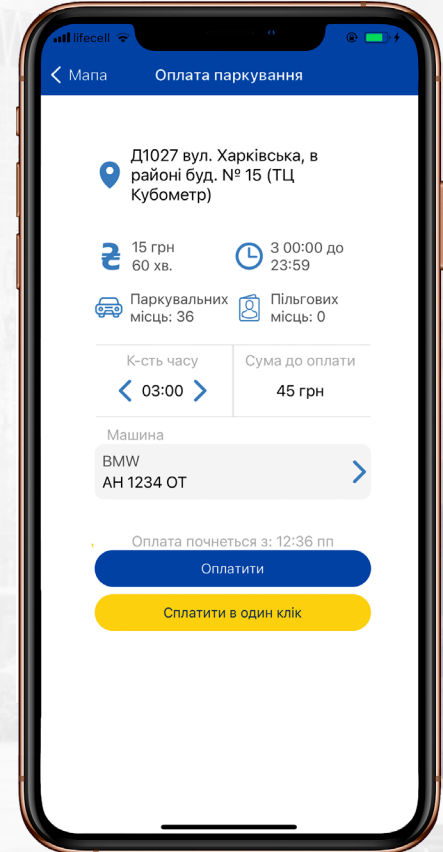 lifecell
Мапа
Оплата паркування
Д1027 вул. Харківська, в
районі буд. № 15 (ТЦ
Кубометр)
₴ 15 грн
60 хв.
З 00:00 до
23:59
Паркувальних
місць: 36
Пільгових
місць: 0
К-сть часу
03:00
Сума до оплати
45 грн
Машина
BMW
АН 1234 ОТ
Оплата почнеться з: 12:36 пп
Оплатити
Сплатити в один клік